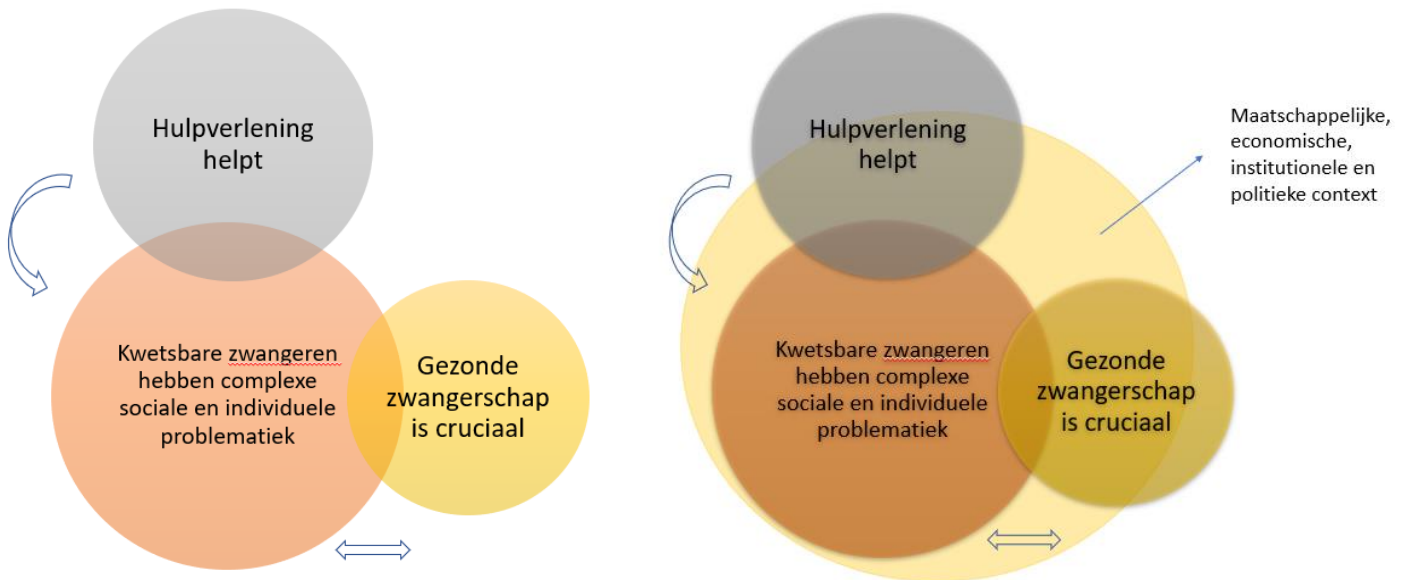 Hulpverlening
helpt
Kwetsbare zwangeren
hebben complexe
sociale en individuele
problematiek
Gezonde
zwangerschap
is cruciaal
Hulpverlening
helpt
Kwetsbare zwangeren
hebben complexe
sociale en individuele
problematiek
Gezonde
zwangerschap
is cruciaal
Maatschappelijke,
economische,
institutionele en
politieke context